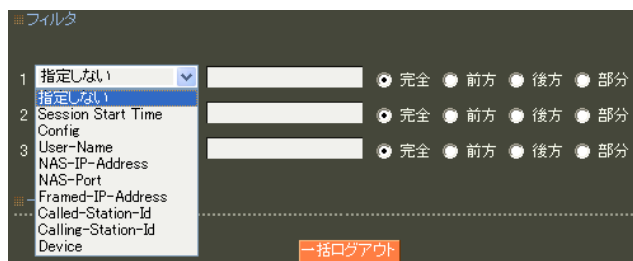 フィルタ
1 指定しない 完全 前方 後方 部分
指定しない
2 Session Start Time 完全 前方 後方 部分
Config
3 User-Name 完全 前方 後方 部分
NAS-IP-Address
NAS-Port
Framed-IP-Address
Called-Station-Id
Calling-Station-Id
Device
一括ログアウト